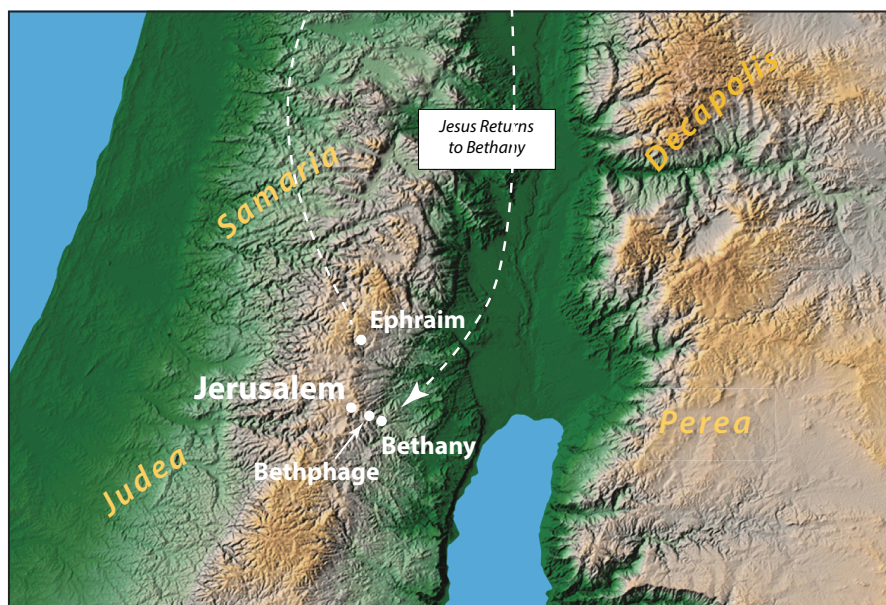 Decapolis
Jesus Returns
to Bethany
Samaria
Ephraim
Jerusalem
Perea
Bethany
Bethphage
Judea